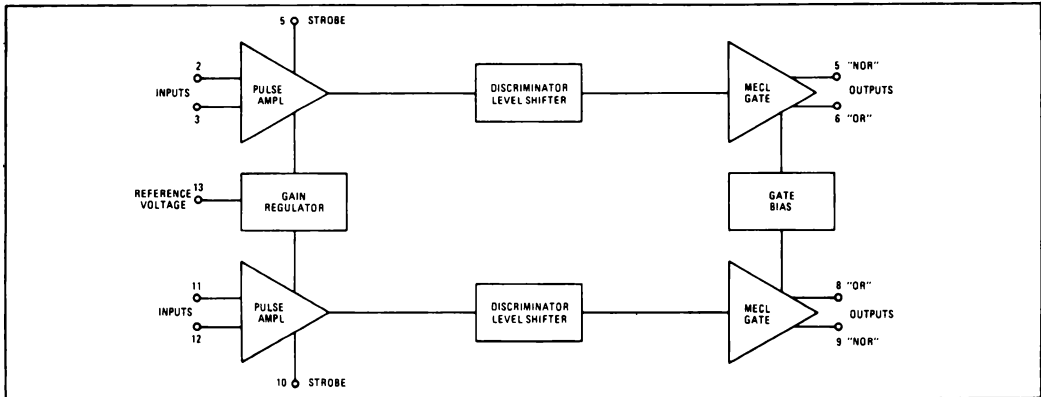 5 STROBE
2
INPUTS
3
PULSE
AMPL
DISCRIMINATOR
LEVEL SHIFTER
MECL
GATE
5 "NOR"
OUTPUTS
6 "OR"
REFERENCE
VOLTAGE
13
GAIN
REGULATOR
GATE
BIAS
11
INPUTS
12
PULSE
AMPL
DISCRIMINATOR
LEVEL SHIFTER
MECL
GATE
8 "OR"
OUTPUTS
9 "NOR"
10 STROBE